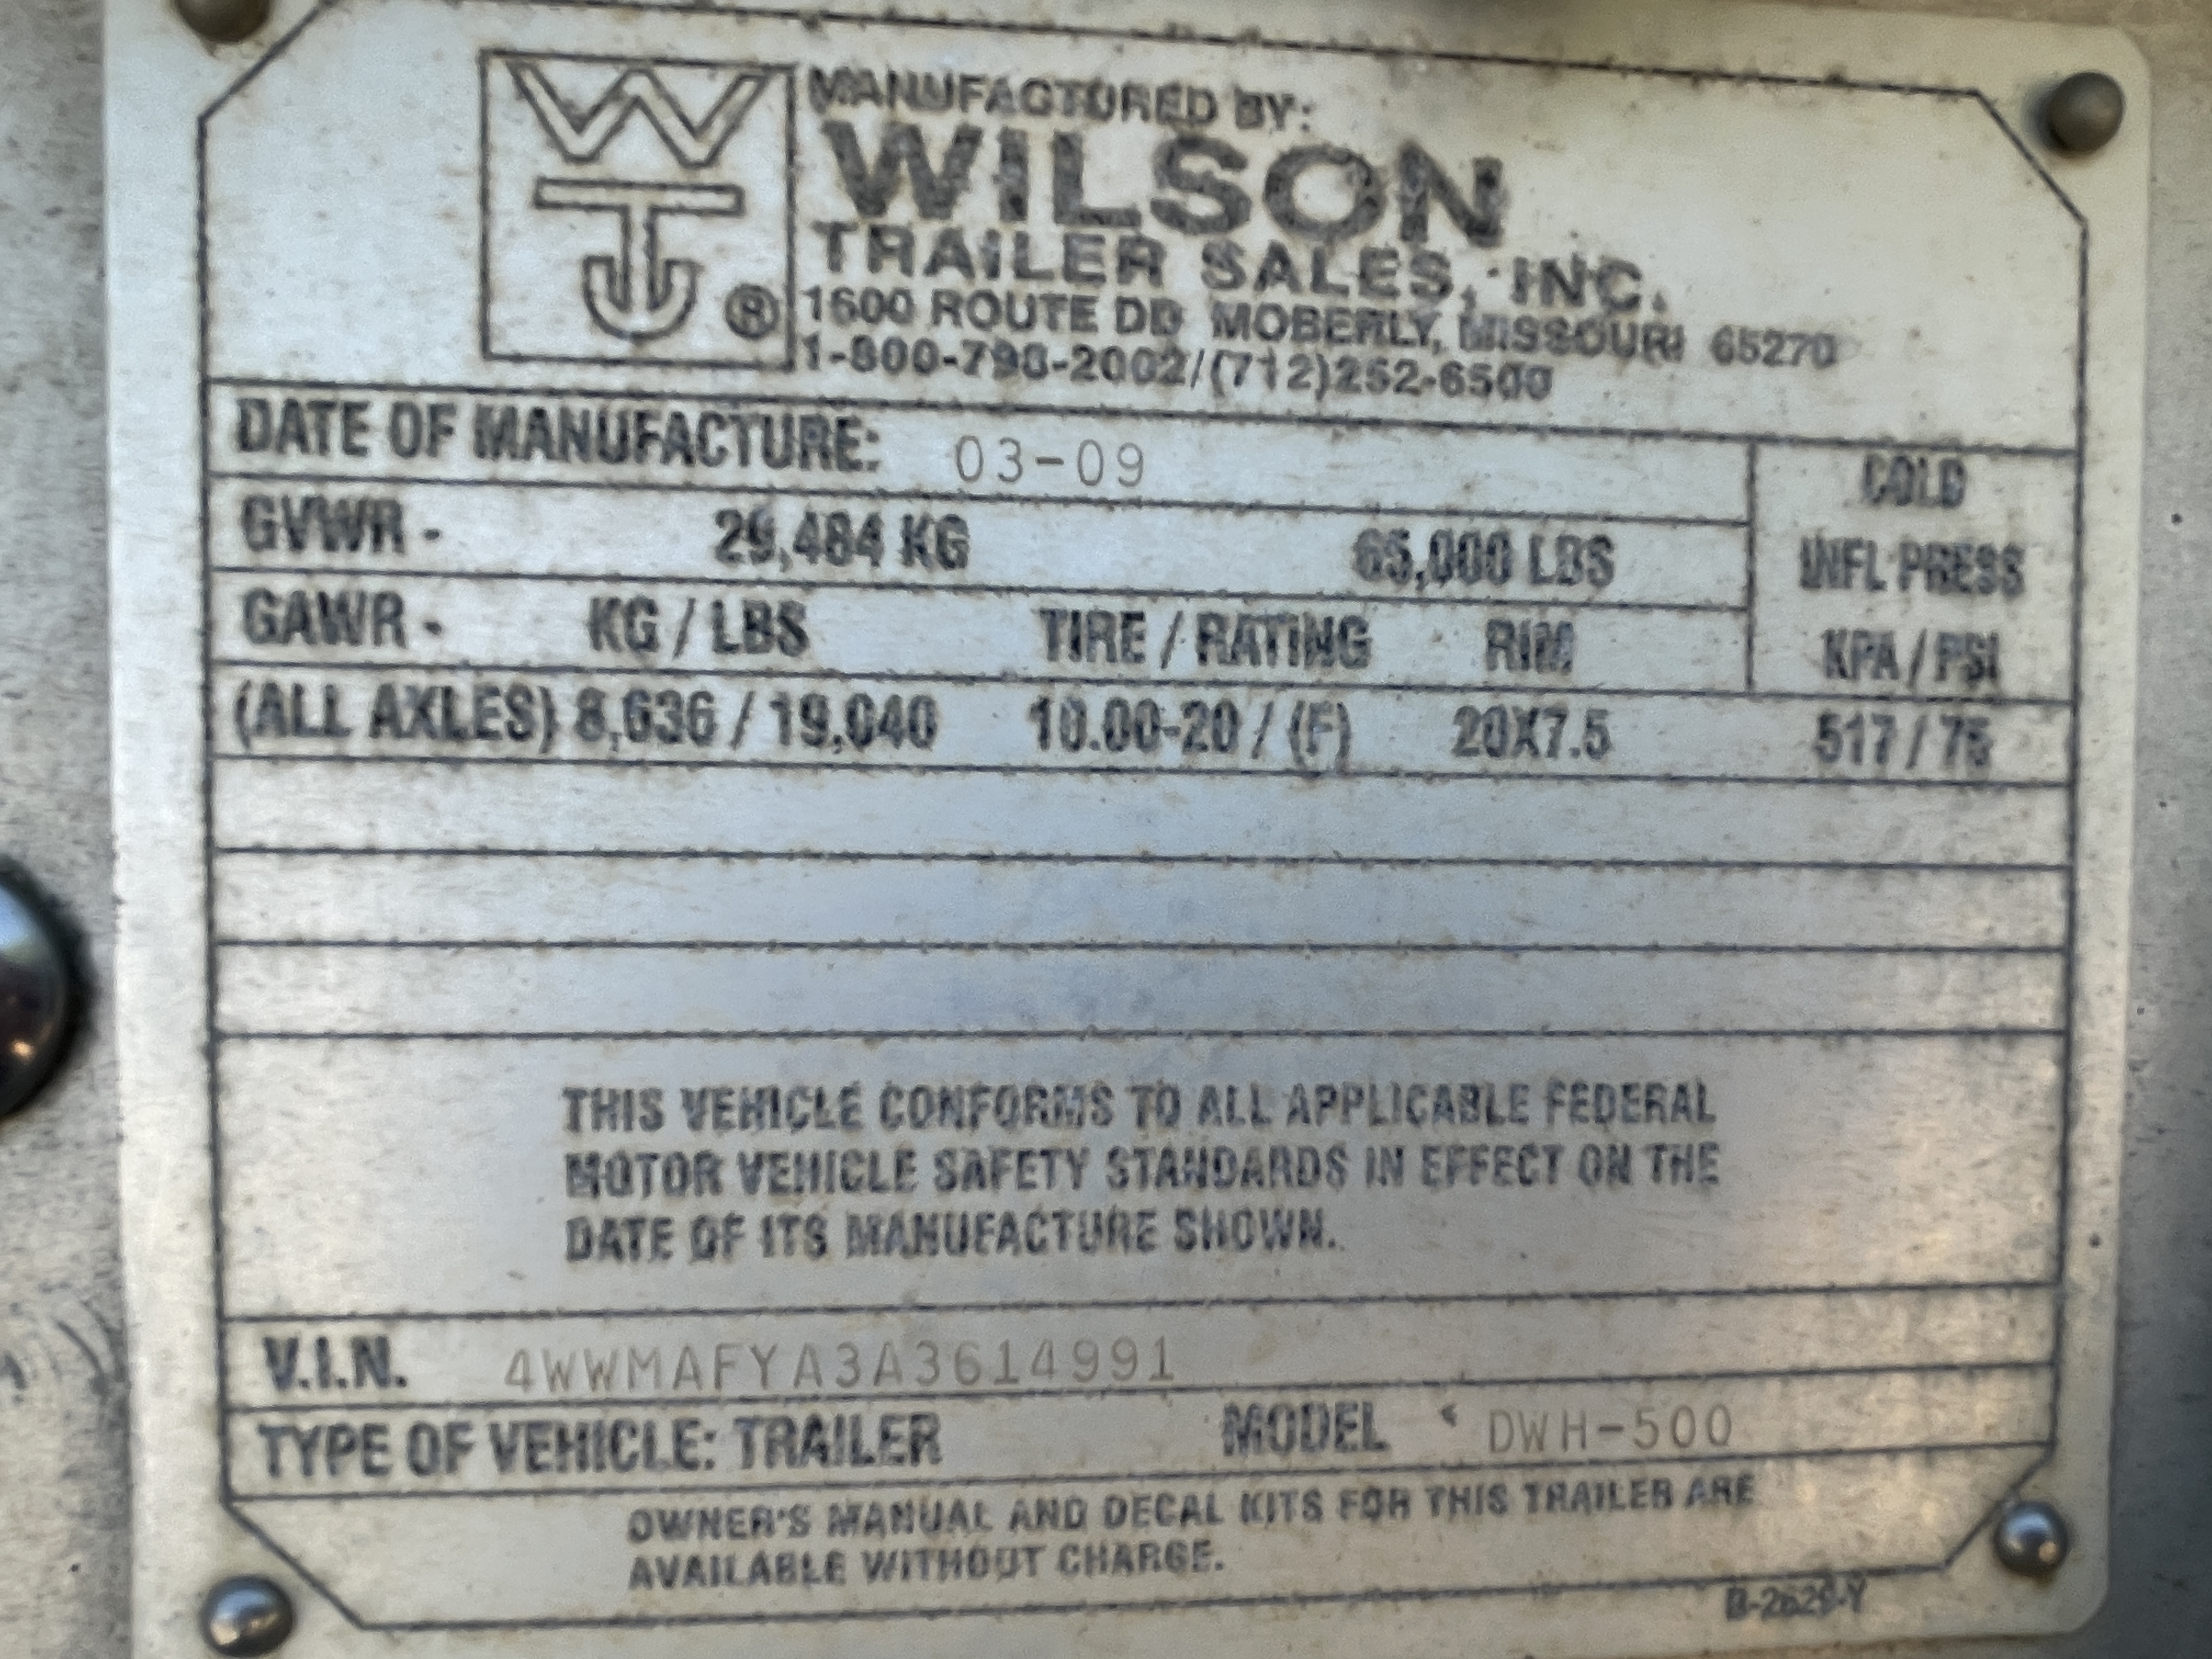 WTJ®
MANUFACTURED BY:
WILSON
TRAILER SALES, INC.
1600 ROUTE DD MOBERLY, MISSOURI 65270
1-800-798-2002/(712)252-6500
DATE OF MANUFACTURE: 03-09
COLD
GVWR - 29,484 KG 65,000 LBS
INFL PRESS
GAWR - KG / LBS TIRE / RATING RIM KPA / PSI
(ALL AXLES) 8,636 / 19,040 10.00-20 / (F) 20X7.5 517 / 75
THIS VEHICLE CONFORMS TO ALL APPLICABLE FEDERAL
MOTOR VEHICLE SAFETY STANDARDS IN EFFECT ON THE
DATE OF ITS MANUFACTURE SHOWN.
V.I.N. 4WWMAFYA3A3614991
TYPE OF VEHICLE: TRAILER MODEL DWH-500
OWNER'S MANUAL AND DECAL KITS FOR THIS TRAILER ARE
AVAILABLE WITHOUT CHARGE.